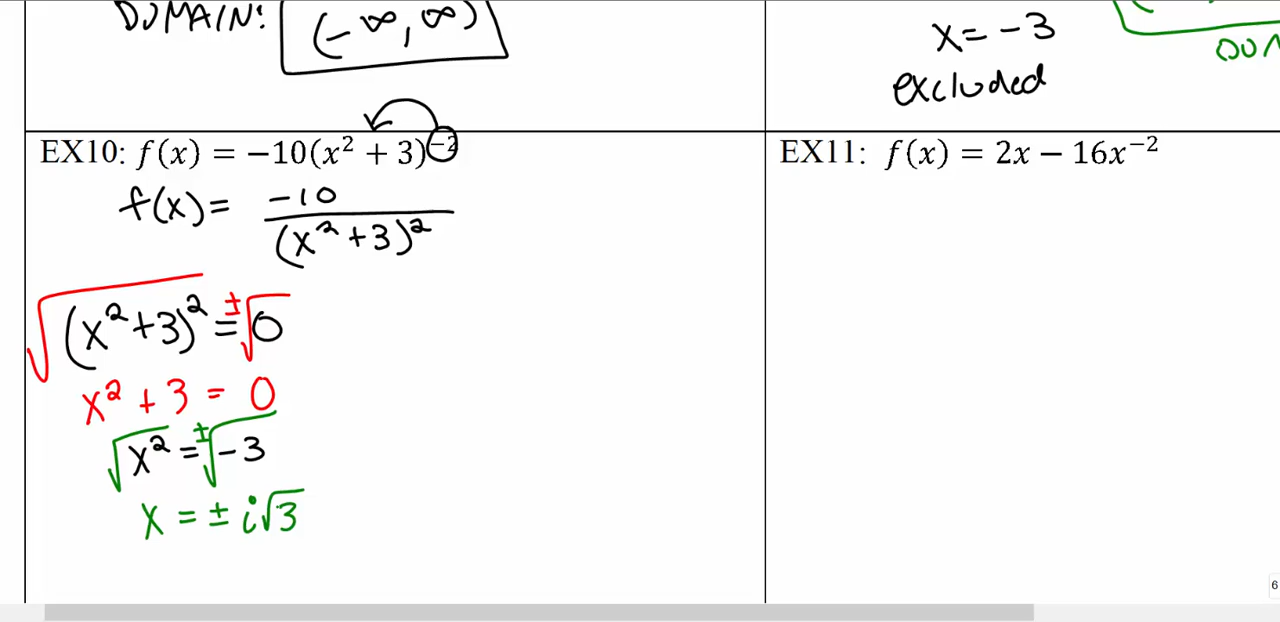 DOMAIN: (-∞, ∞)
x = -3
excluded
EX10: f(x) = −10(x² + 3)⁻²
f(x) = -10 / (x² + 3)²
√(x² + 3)² = ±√0
x² + 3 = 0
√x² = ±√-3
x = ± i√3
EX11: f(x) = 2x − 16x⁻²
6